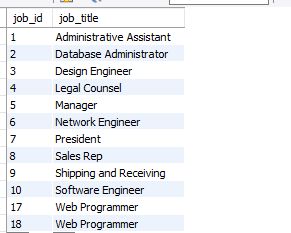 job_id job_title
1 Administrative Assistant
2 Database Administrator
3 Design Engineer
4 Legal Counsel
5 Manager
6 Network Engineer
7 President
8 Sales Rep
9 Shipping and Receiving
10 Software Engineer
17 Web Programmer
18 Web Programmer